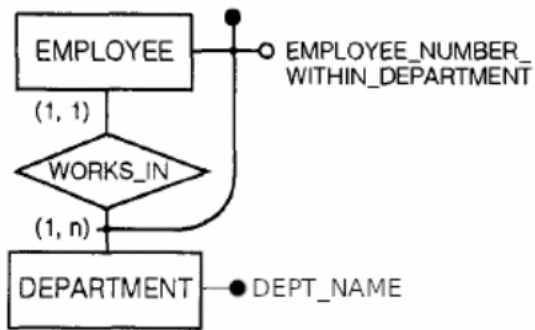 EMPLOYEE
EMPLOYEE_NUMBER_
WITHIN_DEPARTMENT
(1, 1)
WORKS_IN
(1, n)
DEPARTMENT
DEPT_NAME